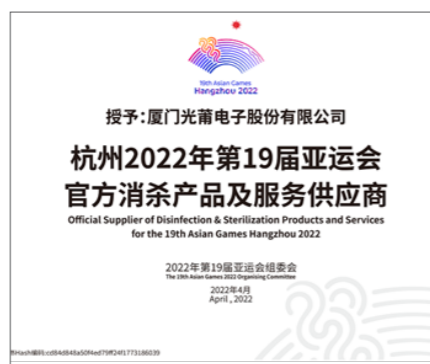 19th Asian Games
Hangzhou 2022
授予:厦门光莆电子股份有限公司
杭州2022年第19届亚运会
官方消杀产品及服务供应商
Official Supplier of Disinfection & Sterilization Products and Services
for the 19th Asian Games Hangzhou 2022
2022年第19届亚运会组委会
The 19th Asian Games 2022 Organising Committee
2022年4月
April , 2022